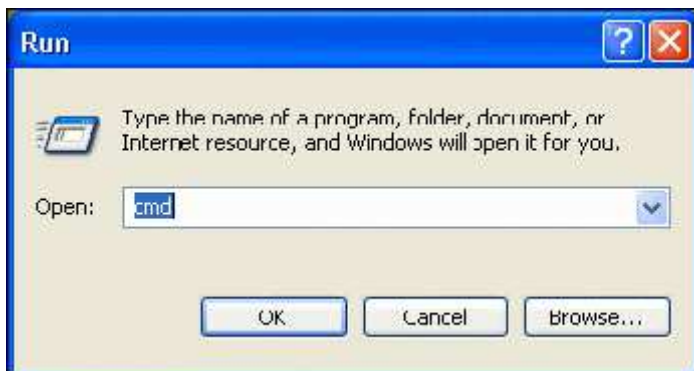 Run
Type the name of a program, folder, document, or
Internet resource, and Windows will open it for you.
Open: cmd
OK Cancel Browse...